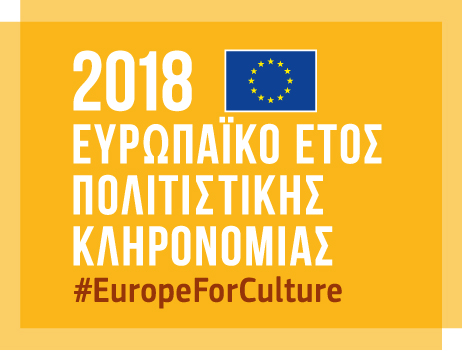 2018
ΕΥΡΩΠΑΪΚΟ ΕΤΟΣ
ΠΟΛΙΤΙΣΤΙΚΗΣ
ΚΛΗΡΟΝΟΜΙΑΣ
#EuropeForCulture